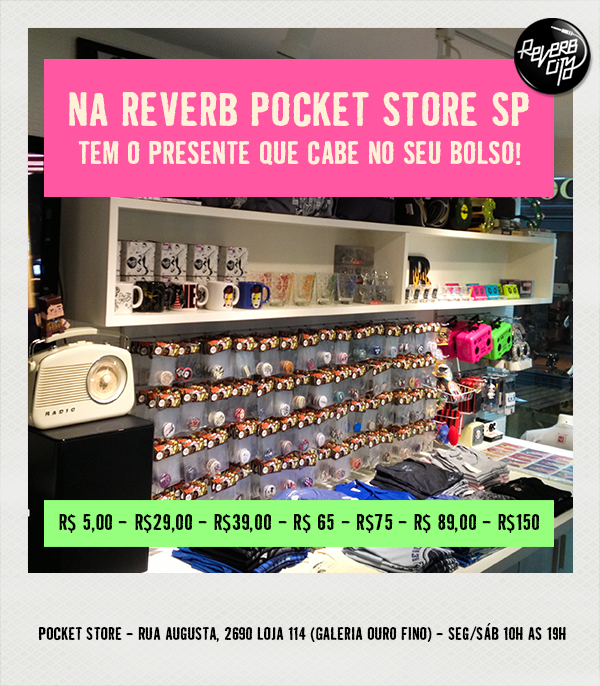 REVERB
CITY
NA REVERB POCKET STORE SP
TEM O PRESENTE QUE CABE NO SEU BOLSO!
RADIO
R$ 5,00 – R$29,00 – R$39,00 – R$ 65 – R$75 – R$ 89,00 – R$150
POCKET STORE – RUA AUGUSTA, 2690 LOJA 114 (GALERIA OURO FINO) – SEG/SÁB 10H AS 19H